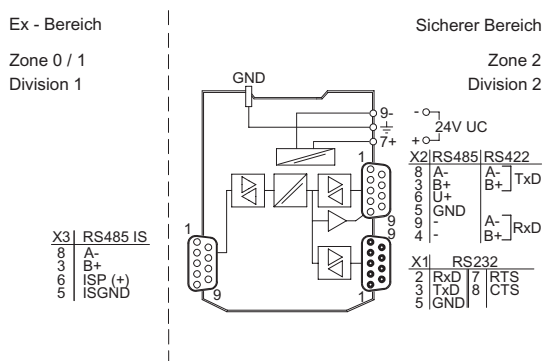 Ex - Bereich
Zone 0 / 1
Division 1
Sicherer Bereich
Zone 2
Division 2
GND
9-
7+
- 
24V UC
+
X2 RS485 RS422
8 A- A- TxD
3 B+ B+
6 U+
5 GND
9 - A- RxD
4 - B+
X1 RS232
2 RxD 7 RTS
3 TxD 8 CTS
5 GND
1
9
9
1
1
9
X3 RS485 IS
8 A-
3 B+
6 ISP (+)
5 ISGND